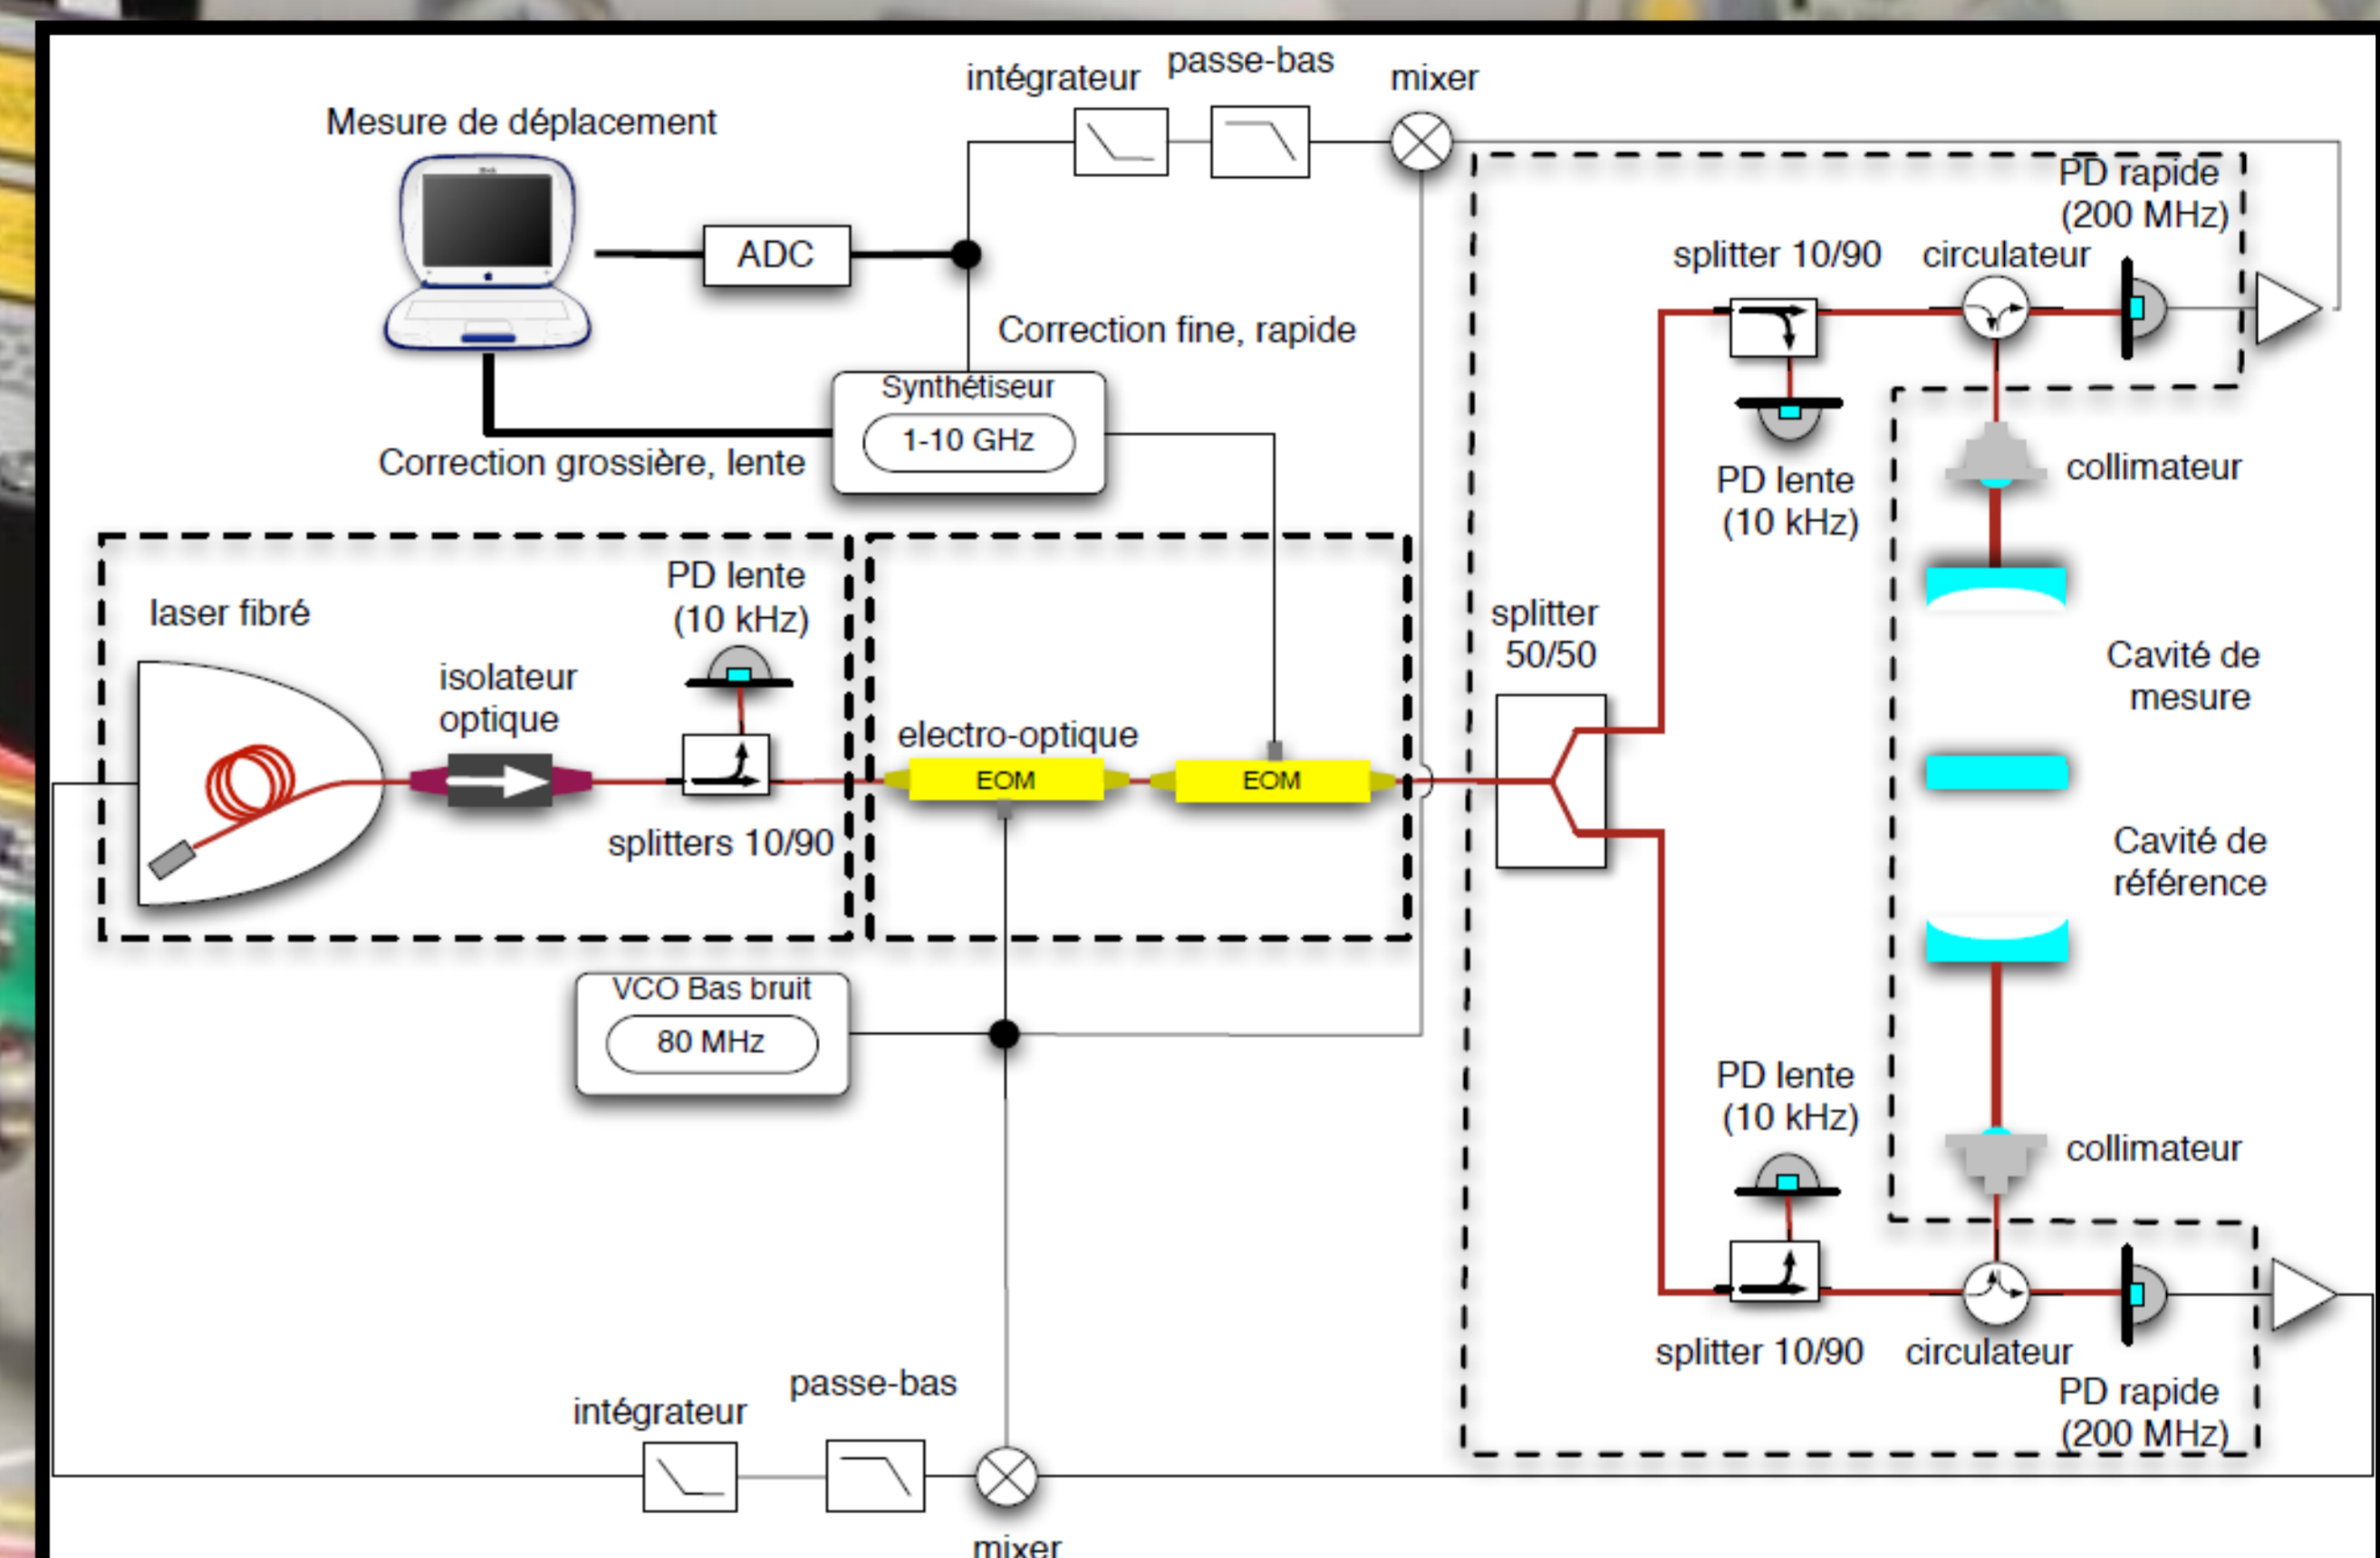 intégrateur
passe-bas
mixer
Mesure de déplacement
PD rapide
(200 MHz)
splitter 10/90
circulateur
ADC
Correction fine, rapide
Synthétiseur
1-10 GHz
Correction grossière, lente
PD lente
(10 kHz)
collimateur
laser fibré
PD lente
(10 kHz)
isolateur
optique
splitter
50/50
Cavité de
mesure
electro-optique
EOM
EOM
splitters 10/90
Cavité de
référence
VCO Bas bruit
80 MHz
PD lente
(10 kHz)
collimateur
splitter 10/90
circulateur
PD rapide
(200 MHz)
passe-bas
intégrateur
mixer